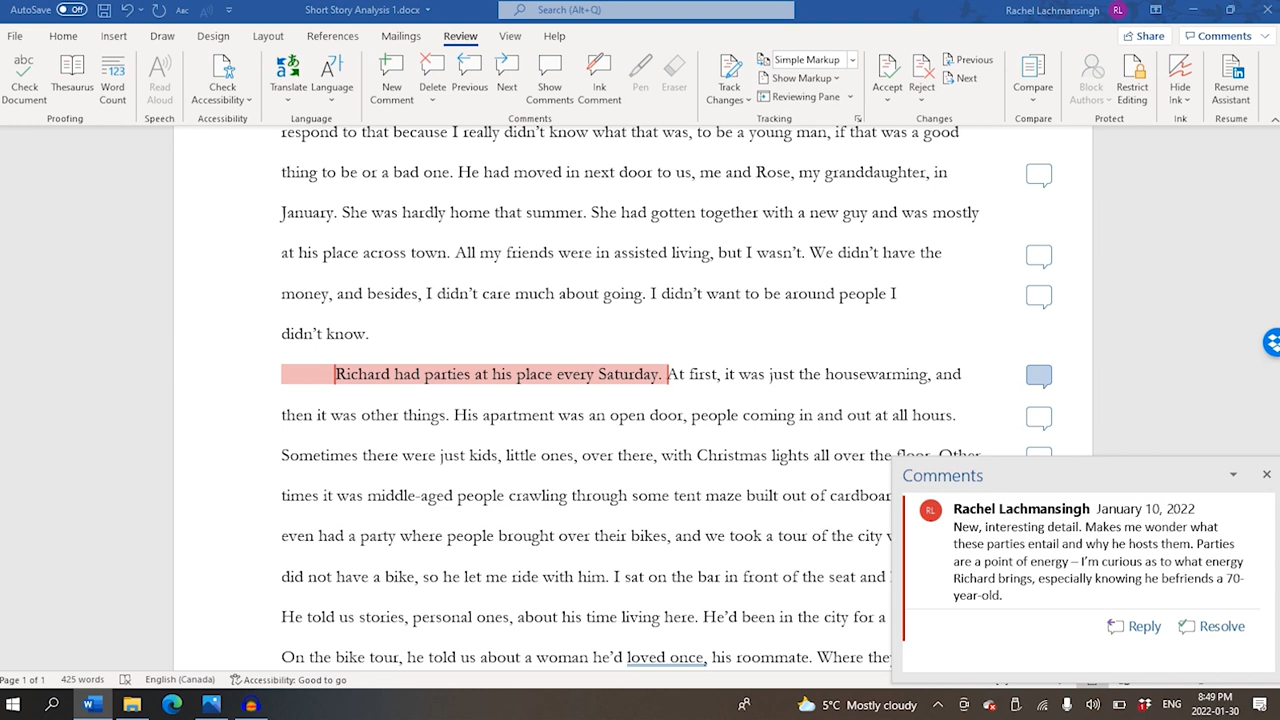 AutoSave Off Short Story Analysis 1.docx Search (Alt+Q) Rachel Lachmansingh RL
File Home Insert Draw Design Layout References Mailings Review View Help Share Comments
abc Check Document Thesaurus Word Count Read Aloud Check Accessibility Translate Language New Comment Delete Previous Next Show Comments Ink Comment Pen Eraser Track Changes Simple Markup Show Markup Reviewing Pane Accept Reject Previous Next Compare Block Authors Restrict Editing Hide Ink Resume Assistant
Proofing Speech Accessibility Language Comments Tracking Changes Compare Protect Ink Resume
respond to that because I really didn't know what that was, to be a young man, if that was a good
thing to be or a bad one. He had moved in next door to us, me and Rose, my granddaughter, in
January. She was hardly home that summer. She had gotten together with a new guy and was mostly
at his place across town. All my friends were in assisted living, but I wasn't. We didn't have the
money, and besides, I didn't care much about going. I didn't want to be around people I
didn't know.
Richard had parties at his place every Saturday. At first, it was just the housewarming, and
then it was other things. His apartment was an open door, people coming in and out at all hours.
Sometimes there were just kids, little ones, over there, with Christmas lights all over the floor. Other
times it was middle-aged people crawling through some tent maze built out of cardboar
even had a party where people brought over their bikes, and we took a tour of the city
did not have a bike, so he let me ride with him. I sat on the bar in front of the seat and
He told us stories, personal ones, about his time living here. He'd been in the city for a
On the bike tour, he told us about a woman he'd loved once, his roommate. Where
Comments
RL Rachel Lachmansingh January 10, 2022
New, interesting detail. Makes me wonder what
these parties entail and why he hosts them. Parties
are a point of energy – I'm curious as to what energy
Richard brings, especially knowing he befriends a 70-
year-old.
Reply Resolve
Page 1 of 1 425 words English (Canada) Accessibility: Good to go
5°C Mostly cloudy ENG 8:49 PM
2022-01-30